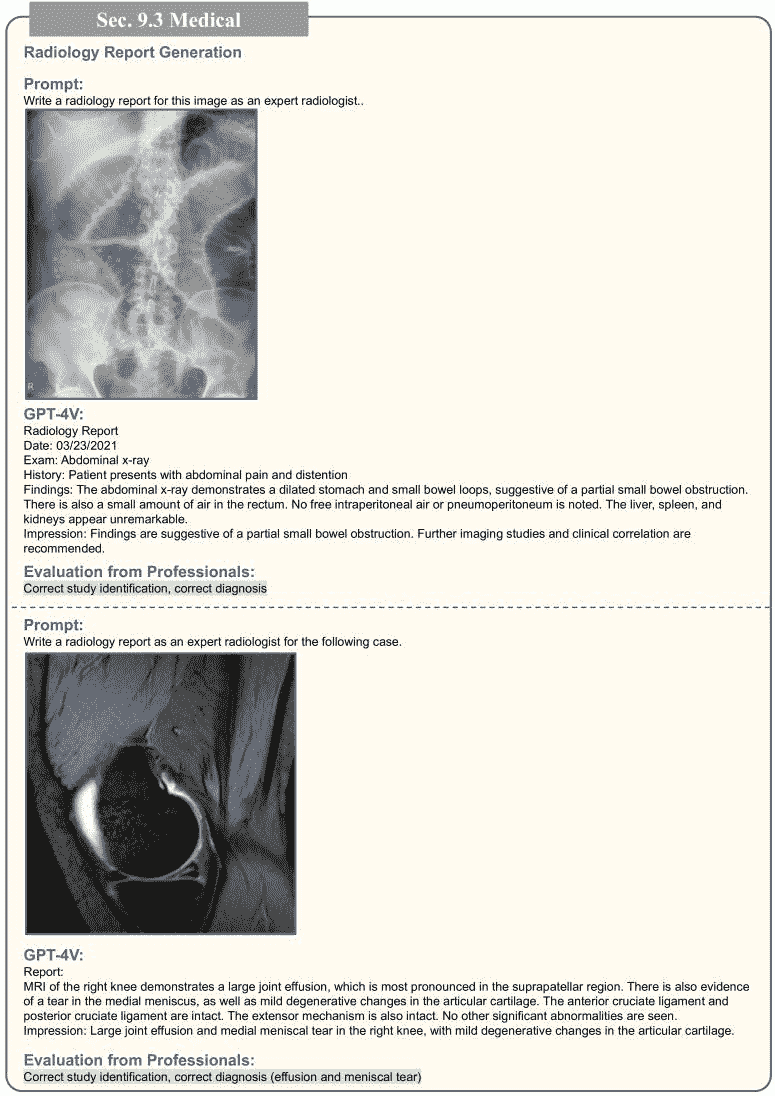 Sec. 9.3 Medical
Radiology Report Generation
Prompt:
Write a radiology report for this image as an expert radiologist..
R
GPT-4V:
Radiology Report
Date: 03/23/2021
Exam: Abdominal x-ray
History: Patient presents with abdominal pain and distention
Findings: The abdominal x-ray demonstrates a dilated stomach and small bowel loops, suggestive of a partial small bowel obstruction.
There is also a small amount of air in the rectum. No free intraperitoneal air or pneumoperitoneum is noted. The liver, spleen, and
kidneys appear unremarkable.
Impression: Findings are suggestive of a partial small bowel obstruction. Further imaging studies and clinical correlation are
recommended.
Evaluation from Professionals:
Correct study identification, correct diagnosis
Prompt:
Write a radiology report as an expert radiologist for the following case.
GPT-4V:
Report:
MRI of the right knee demonstrates a large joint effusion, which is most pronounced in the suprapatellar region. There is also evidence
of a tear in the medial meniscus, as well as mild degenerative changes in the articular cartilage. The anterior cruciate ligament and
posterior cruciate ligament are intact. The extensor mechanism is also intact. No other significant abnormalities are seen.
Impression: Large joint effusion and medial meniscal tear in the right knee, with mild degenerative changes in the articular cartilage.
Evaluation from Professionals:
Correct study identification, correct diagnosis (effusion and meniscal tear)